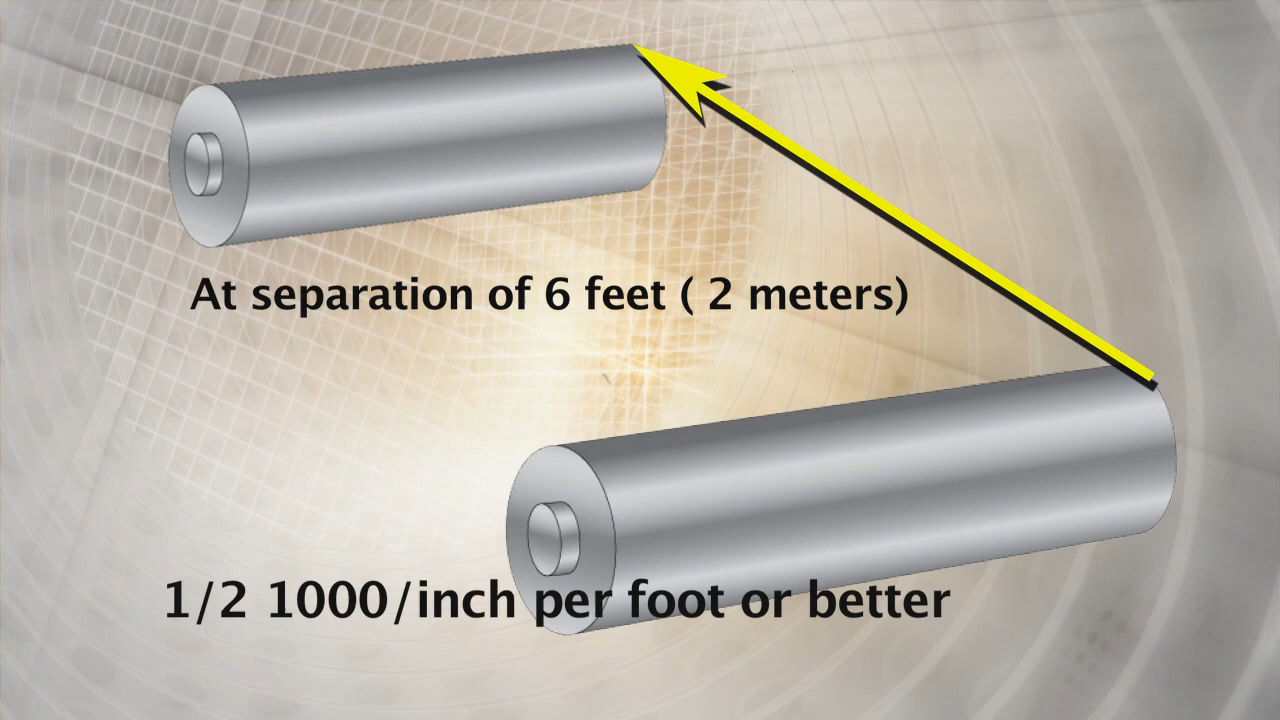 At separation of 6 feet ( 2 meters)
1/2 1000/inch per foot or better